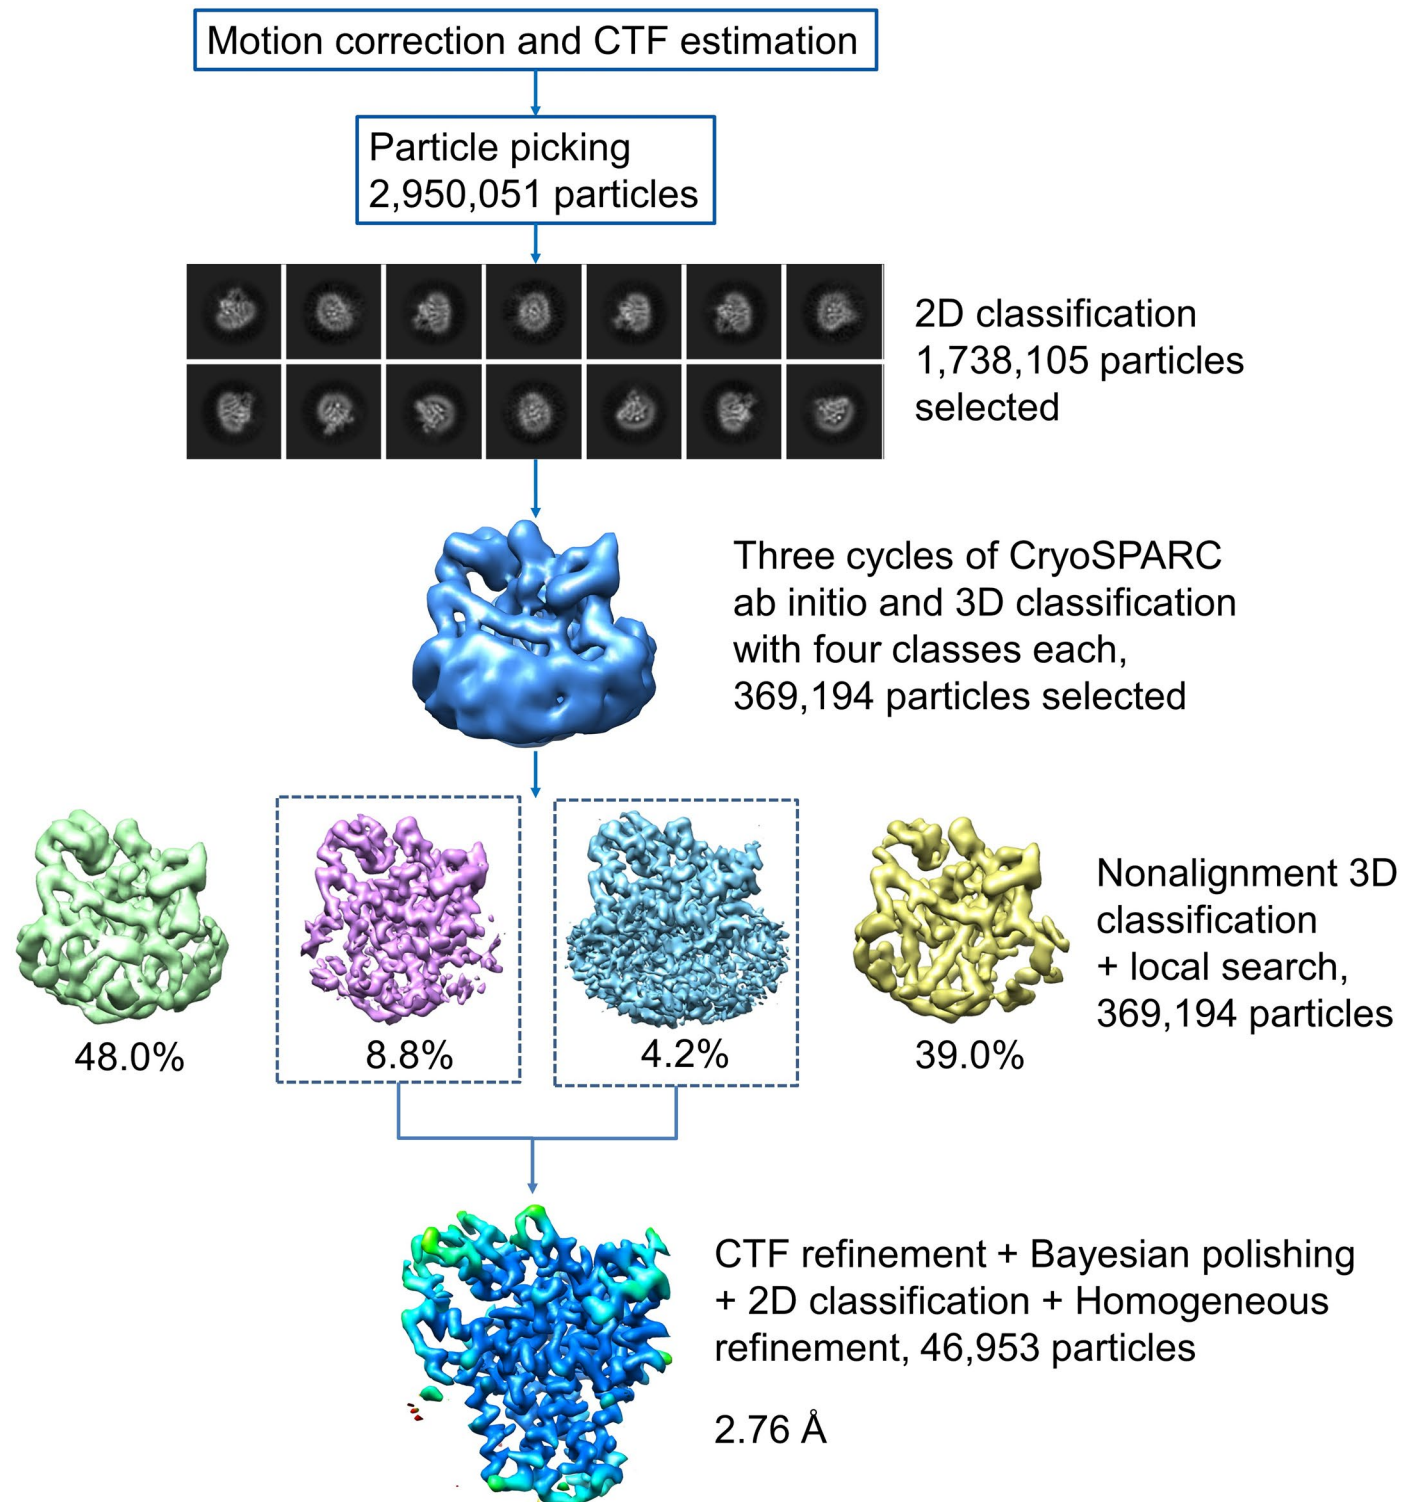 Motion correction and CTF estimation
Particle picking
2,950,051 particles
2D classification
1,738,105 particles
selected
Three cycles of CryoSPARC
ab initio and 3D classification
with four classes each,
369,194 particles selected
Nonalignment 3D
classification
+ local search,
369,194 particles
48.0%
8.8%
4.2%
39.0%
CTF refinement + Bayesian polishing
+ 2D classification + Homogeneous
refinement, 46,953 particles
2.76 Å